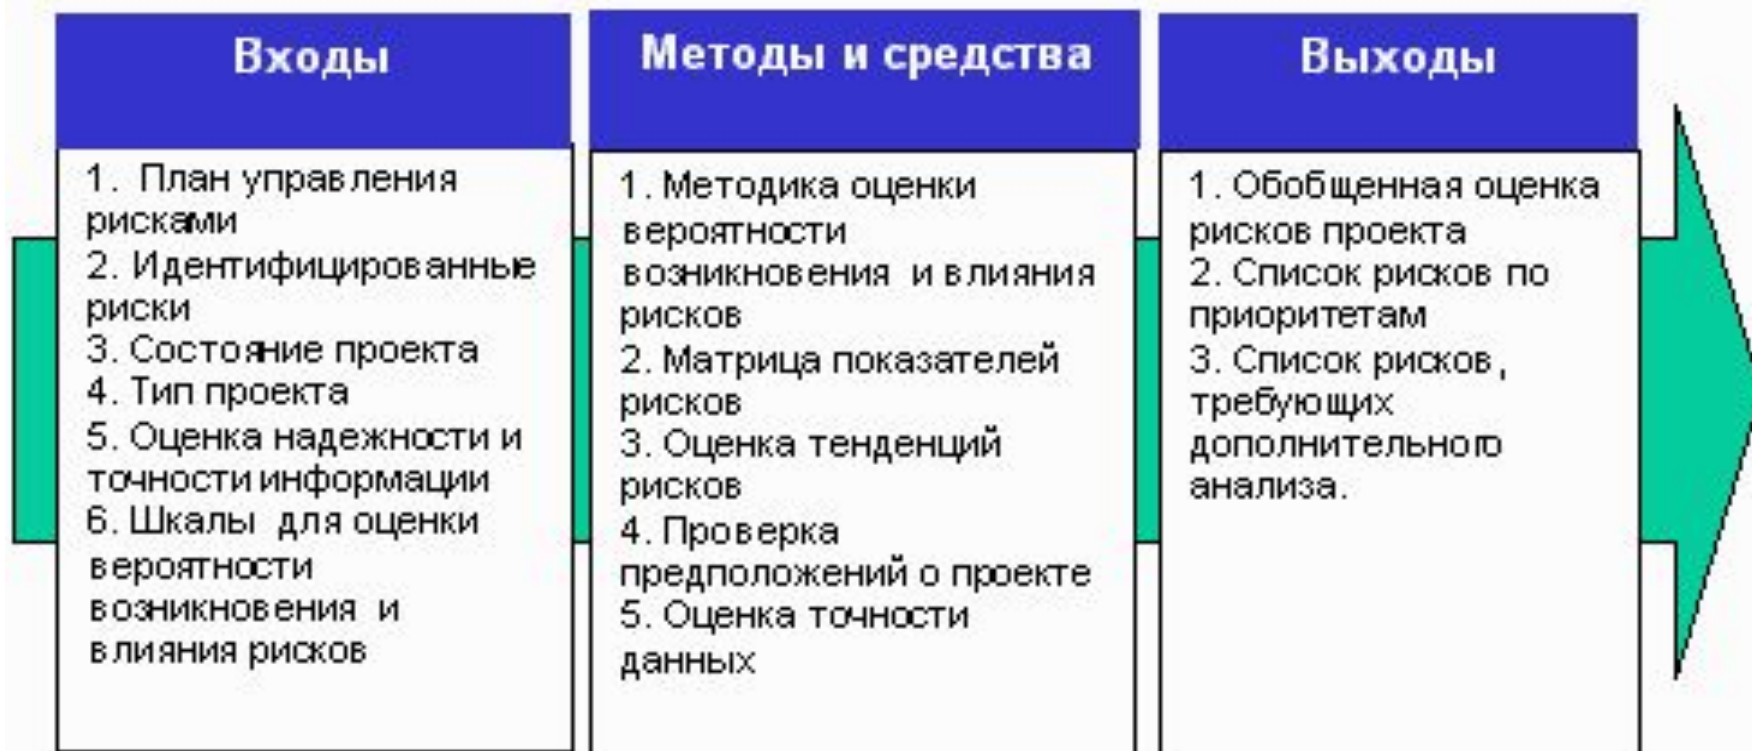 Входы
1. План управления
рисками
2. Идентифицированные
риски
3. Состояние проекта
4. Тип проекта
5. Оценка надежности и
точности информации
6. Шкалы для оценки
вероятности
возникновения и
влияния рисков
Методы и средства
1. Методика оценки
вероятности
возникновения и влияния
рисков
2. Матрица показателей
рисков
3. Оценка тенденций
рисков
4. Проверка
предположений о проекте
5. Оценка точности
данных
Выходы
1. Обобщенная оценка
рисков проекта
2. Список рисков по
приоритетам
3. Список рисков,
требующих
дополнительного
анализа.